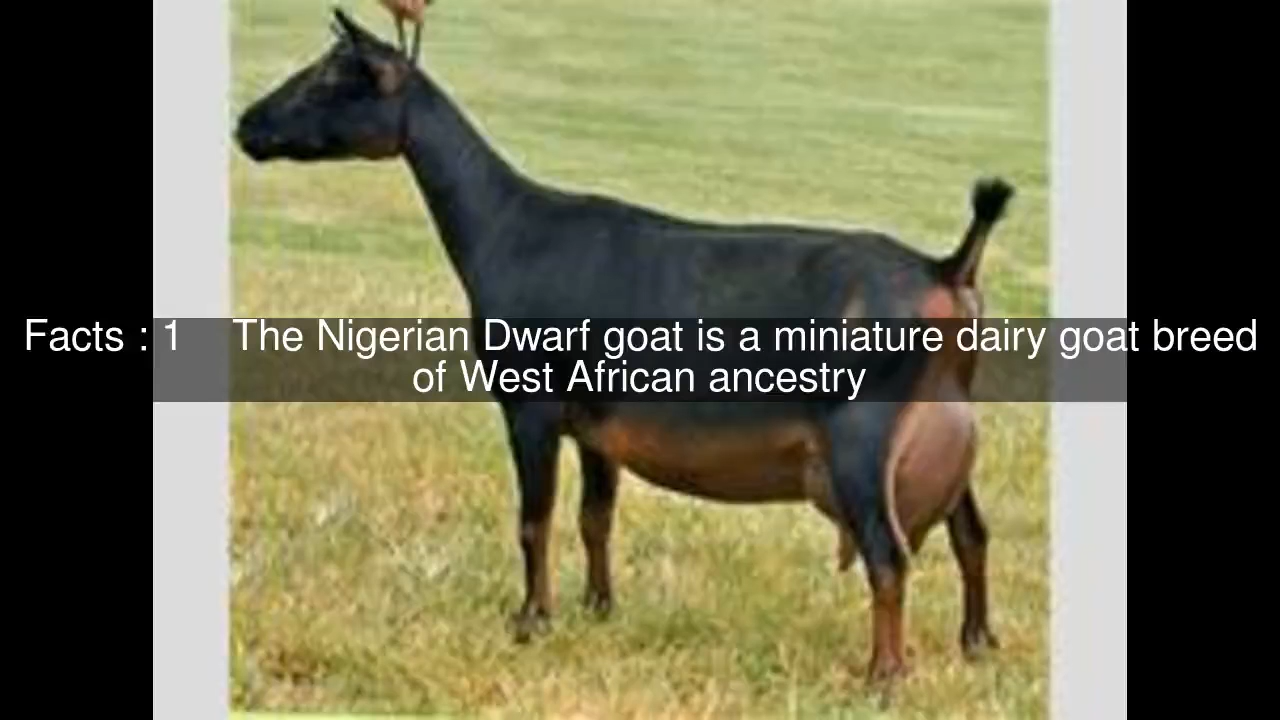 Facts : 1 The Nigerian Dwarf goat is a miniature dairy goat breed
of West African ancestry